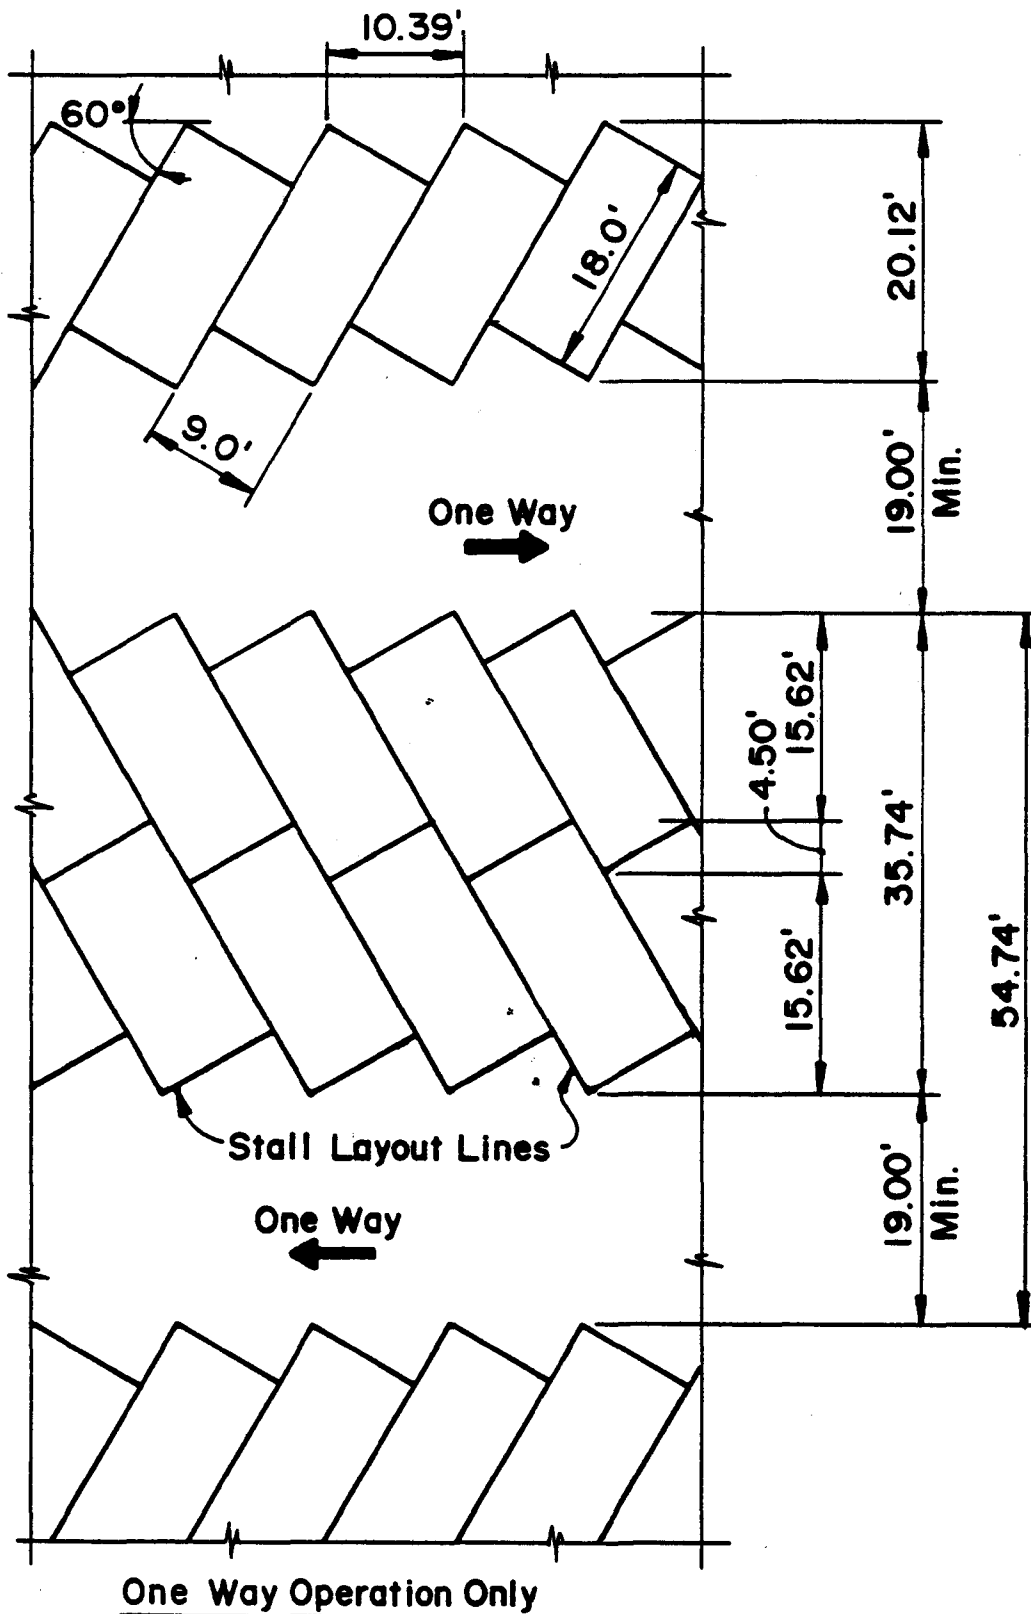 10.39'
60°
18.0'
20.12'
9.0'
19.00'
Min.
One Way
15.62'
4.50'
35.74'
15.62'
54.74'
Stall Layout Lines
One Way
19.00'
Min.
One Way Operation Only